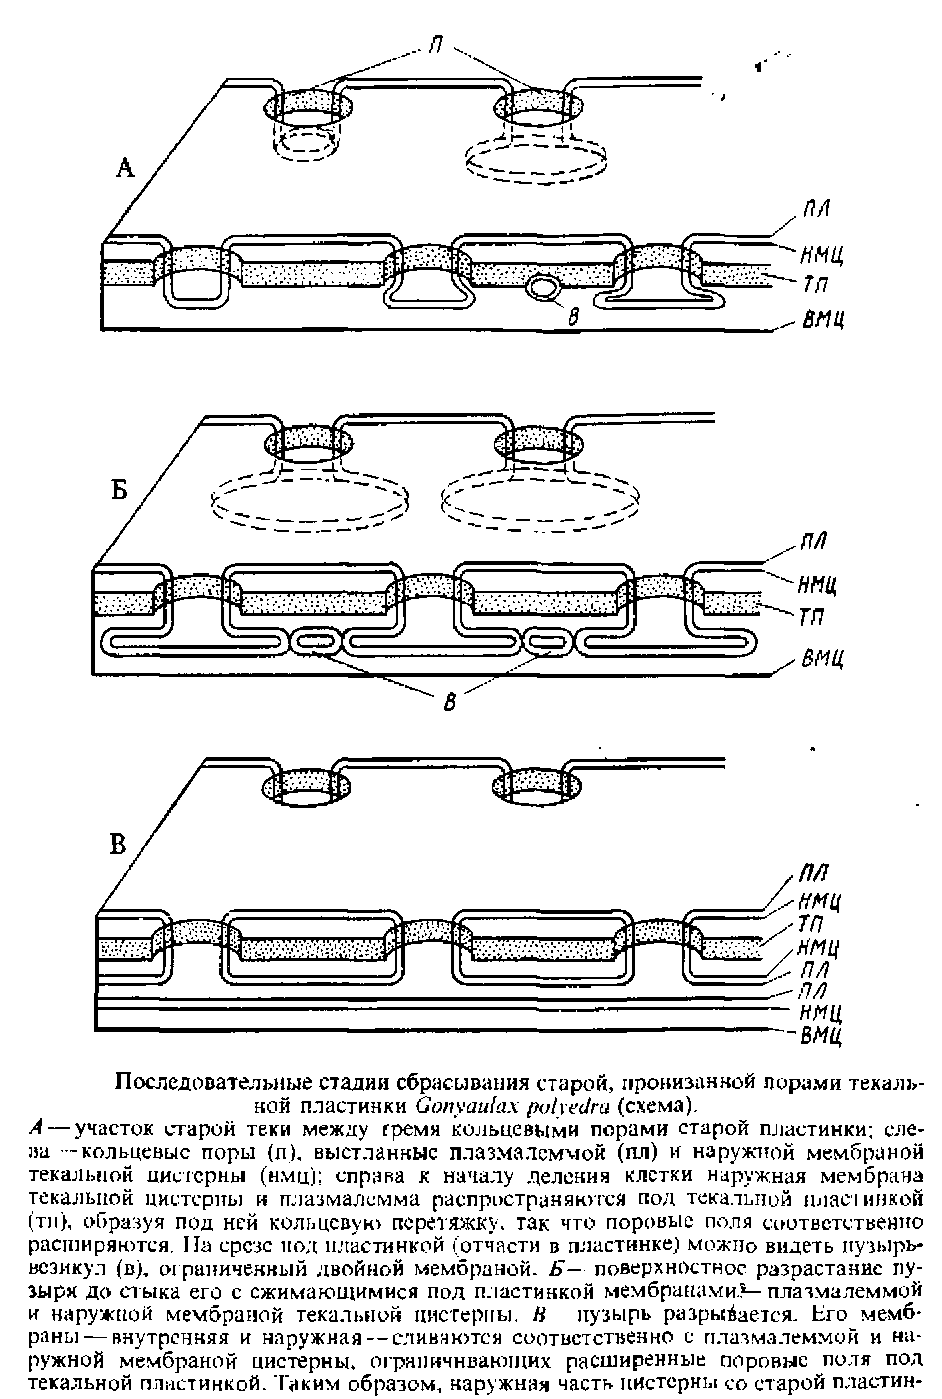 П
А
ПЛ
НМЦ
ТП
В
ВМЦ
Б
ПЛ
НМЦ
ТП
ВМЦ
В
В
ПЛ
НМЦ
ТП
НМЦ
ПЛ
ПЛ
НМЦ
ВМЦ
Последовательные стадии сбрасывания старой, пронизанной порами текаль-
ной пластинки Gonyaulax polyedra (схема).
А — участок старой теки между тремя кольцевыми порами старой пластинки; сле-
ва — кольцевые поры (п), выстланные плазмалеммой (пл) и наружной мембраной
текальной цистерны (нмц); справа к началу деления клетки наружная мембрана
текальной цистерны и плазмалемма распространяются под текальной пластинкой
(тп), образуя под ней кольцевую перетяжку, так что поровые поля соответственно
расширяются. На срезе под пластинкой (отчасти в пластинке) можно видеть пузырь-
везикул (в), ограниченный двойной мембраной. Б — поверхностное разрастание пу-
зыря до стыка его с сжимающимися под пластинкой мембранами — плазмалеммой
и наружной мембраной текальной цистерны. В пузырь разрывается. Его мемб-
раны — внутренняя и наружная -- сливаются соответственно с плазмалеммой и на-
ружной мембраной цистерны, ограничивающих расширенные поровые поля под
текальной пластинкой. Таким образом, наружная часть цистерны со старой пластин-